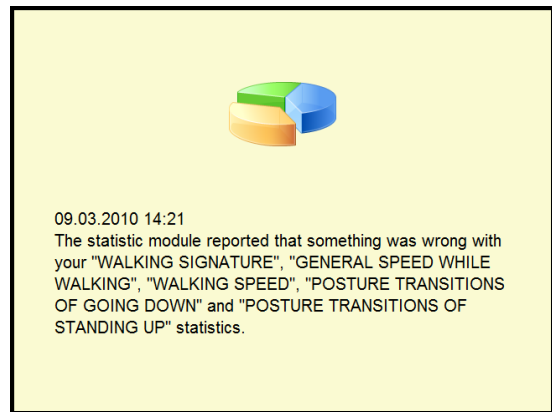 09.03.2010 14:21
The statistic module reported that something was wrong with
your "WALKING SIGNATURE", "GENERAL SPEED WHILE
WALKING", "WALKING SPEED", "POSTURE TRANSITIONS
OF GOING DOWN" and "POSTURE TRANSITIONS OF
STANDING UP" statistics.